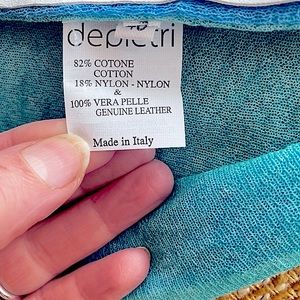 depietri
82% COTONE
COTTON
18% NYLON - NYLON
&
100% VERA PELLE
GENUINE LEATHER
Made in Italy